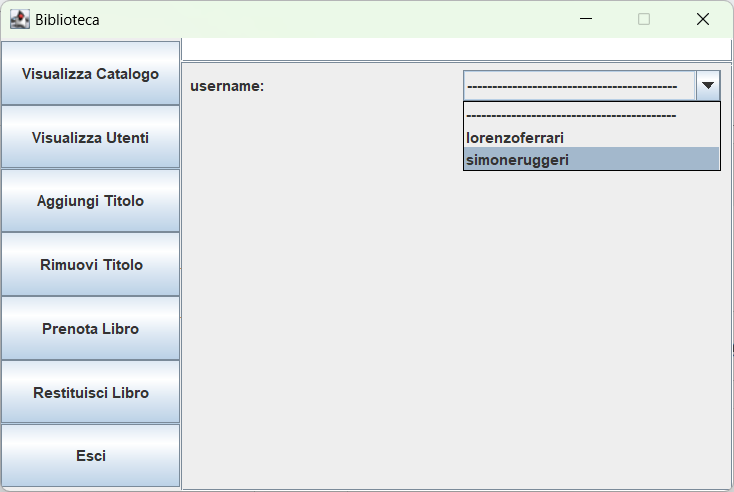 Biblioteca
Visualizza Catalogo
Visualizza Utenti
Aggiungi Titolo
Rimuovi Titolo
Prenota Libro
Restituisci Libro
Esci
username:
------------------------------------------
------------------------------------------
lorenzoferrari
simoneruggeri